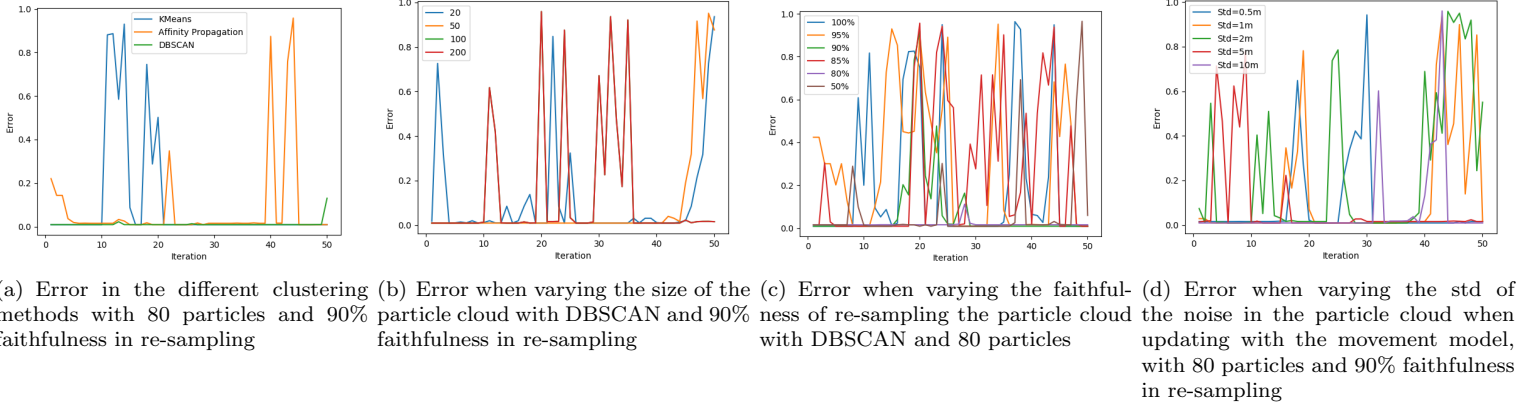 KMeans
Affinity Propagation
DBSCAN
1.0
0.8
0.6
0.4
0.2
0.0
Error
0 10 20 30 40 50
Iteration
20
50
100
200
1.0
0.8
0.6
0.4
0.2
0.0
Error
0 10 20 30 40 50
Iteration
100%
95%
90%
85%
80%
50%
1.0
0.8
0.6
0.4
0.2
0.0
Error
0 10 20 30 40 50
Iteration
Std=0.5m
Std=1m
Std=2m
Std=5m
Std=10m
1.0
0.8
0.6
0.4
0.2
0.0
Error
0 10 20 30 40 50
Iteration
a) Error in the different clustering
methods with 80 particles and 90%
faithfulness in re-sampling
(b) Error when varying the size of the
particle cloud with DBSCAN and 90%
faithfulness in re-sampling
(c) Error when varying the faithful-
ness of re-sampling the particle cloud
with DBSCAN and 80 particles
(d) Error when varying the std of
the noise in the particle cloud when
updating with the movement model,
with 80 particles and 90% faithfulness
in re-sampling